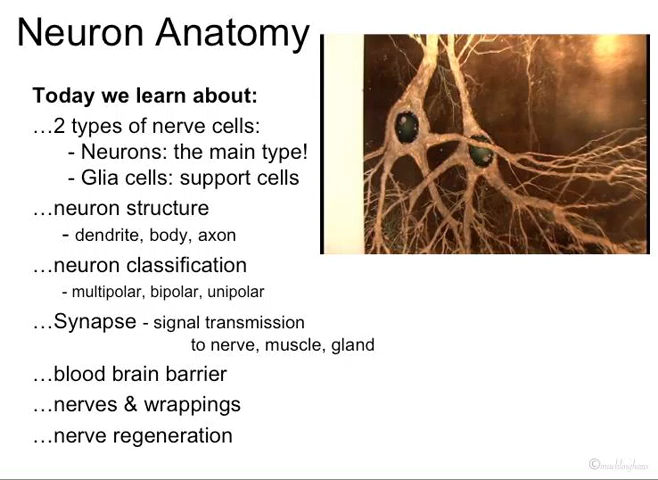 Neuron Anatomy
Today we learn about:
…2 types of nerve cells:
- Neurons: the main type!
- Glia cells: support cells
…neuron structure
- dendrite, body, axon
…neuron classification
- multipolar, bipolar, unipolar
…Synapse - signal transmission
to nerve, muscle, gland
…blood brain barrier
…nerves & wrappings
…nerve regeneration
©